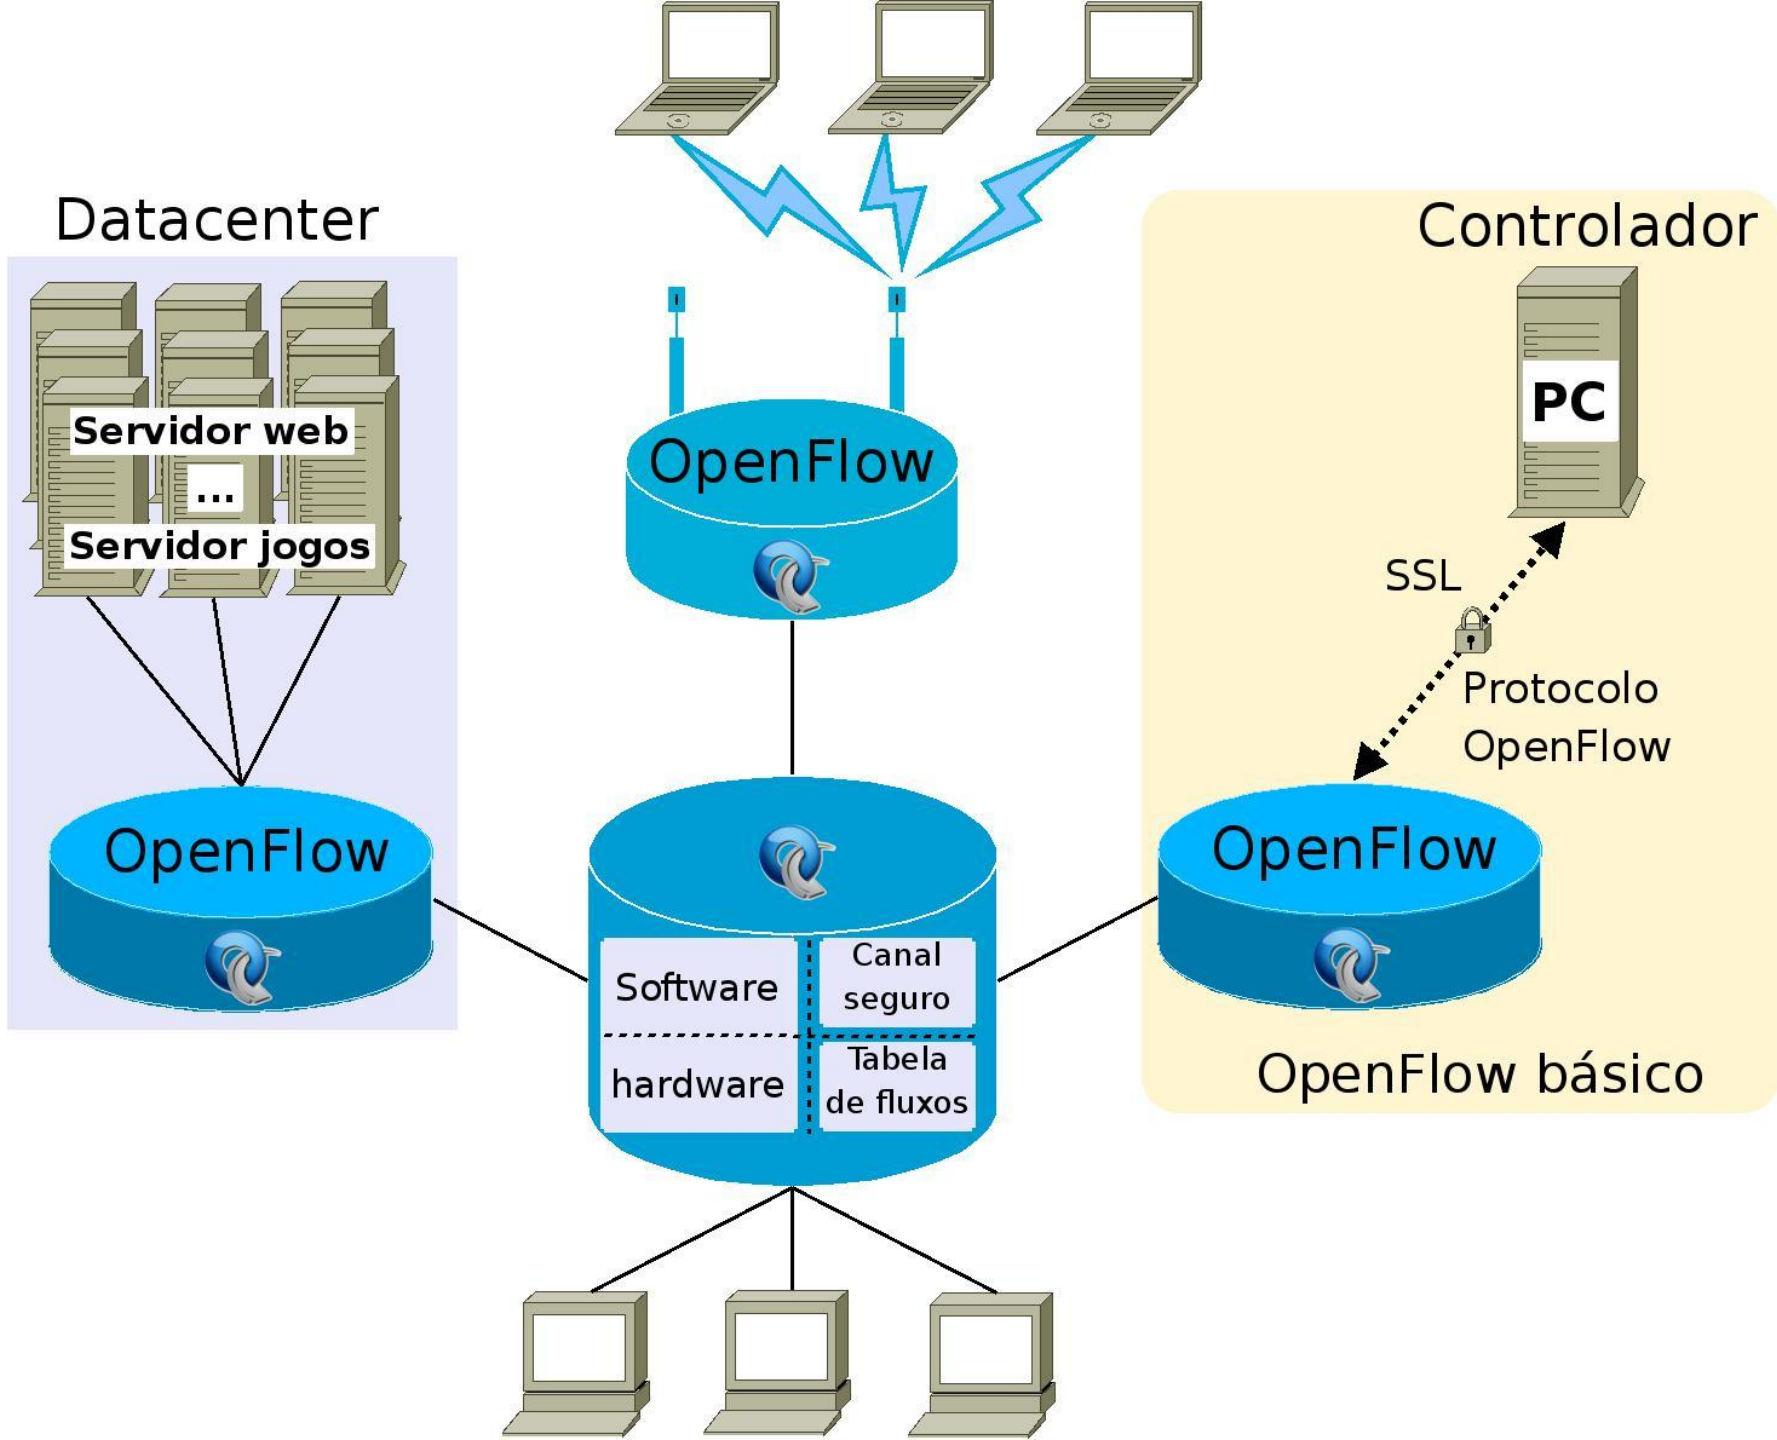 Datacenter
Servidor web
...
Servidor jogos
OpenFlow
OpenFlow
Software
hardware
Canal
seguro
Tabela
de fluxos
Controlador
PC
SSL
Protocolo
OpenFlow
OpenFlow
OpenFlow básico